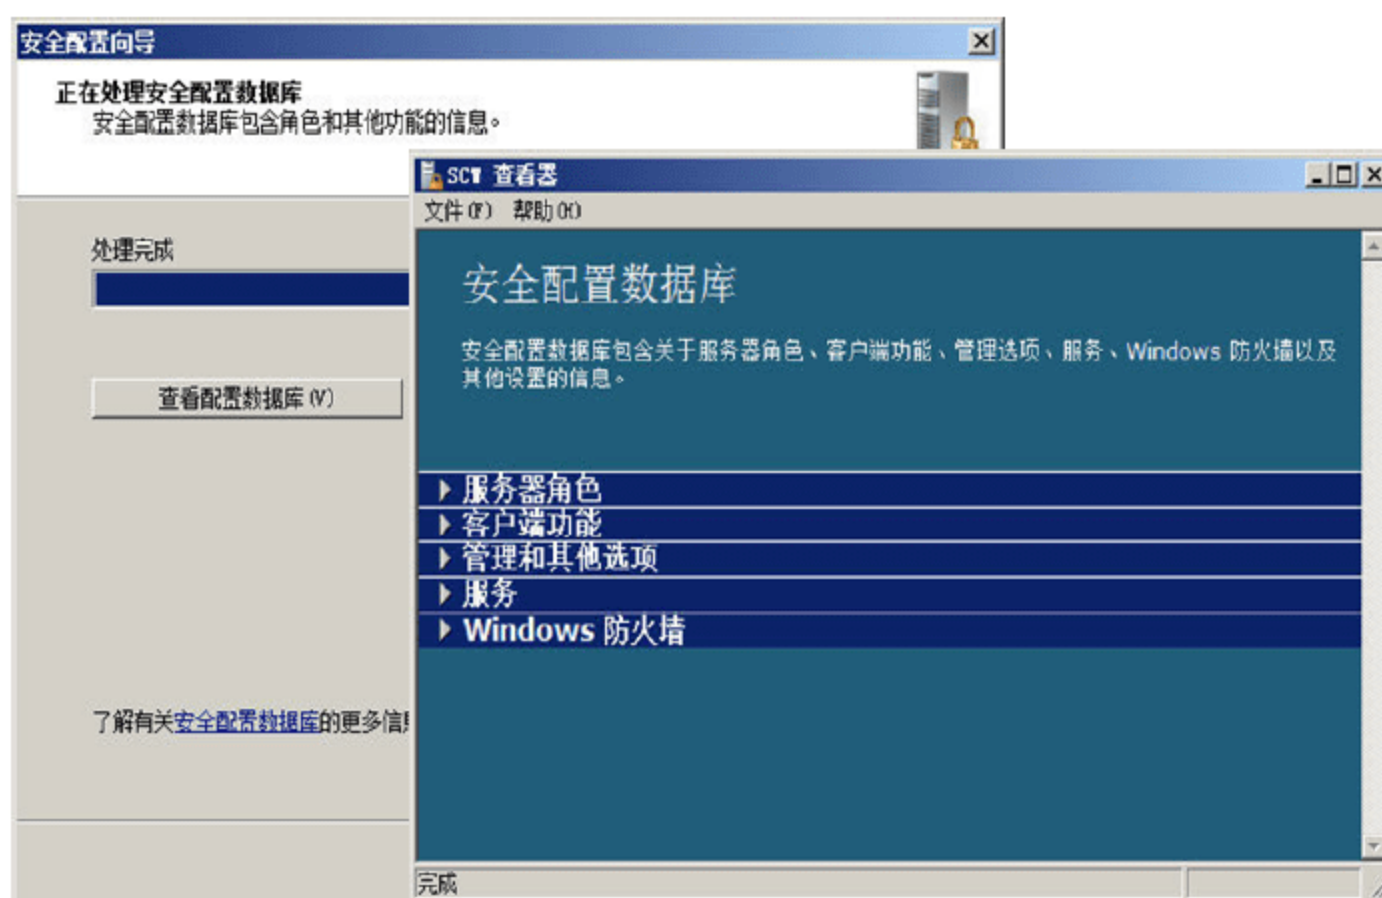 安全配置向导
正在处理安全配置数据库
安全配置数据库包含角色和其他功能的信息。
SCW 查看器
文件(F) 帮助(H)
处理完成
安全配置数据库
安全配置数据库包含关于服务器角色、客户端功能、管理选项、服务、Windows 防火墙以及
其他设置的信息。
查看配置数据库(V)
服务器角色
客户端功能
管理和其他选项
服务
Windows 防火墙
了解有关安全配置数据库的更多信
完成